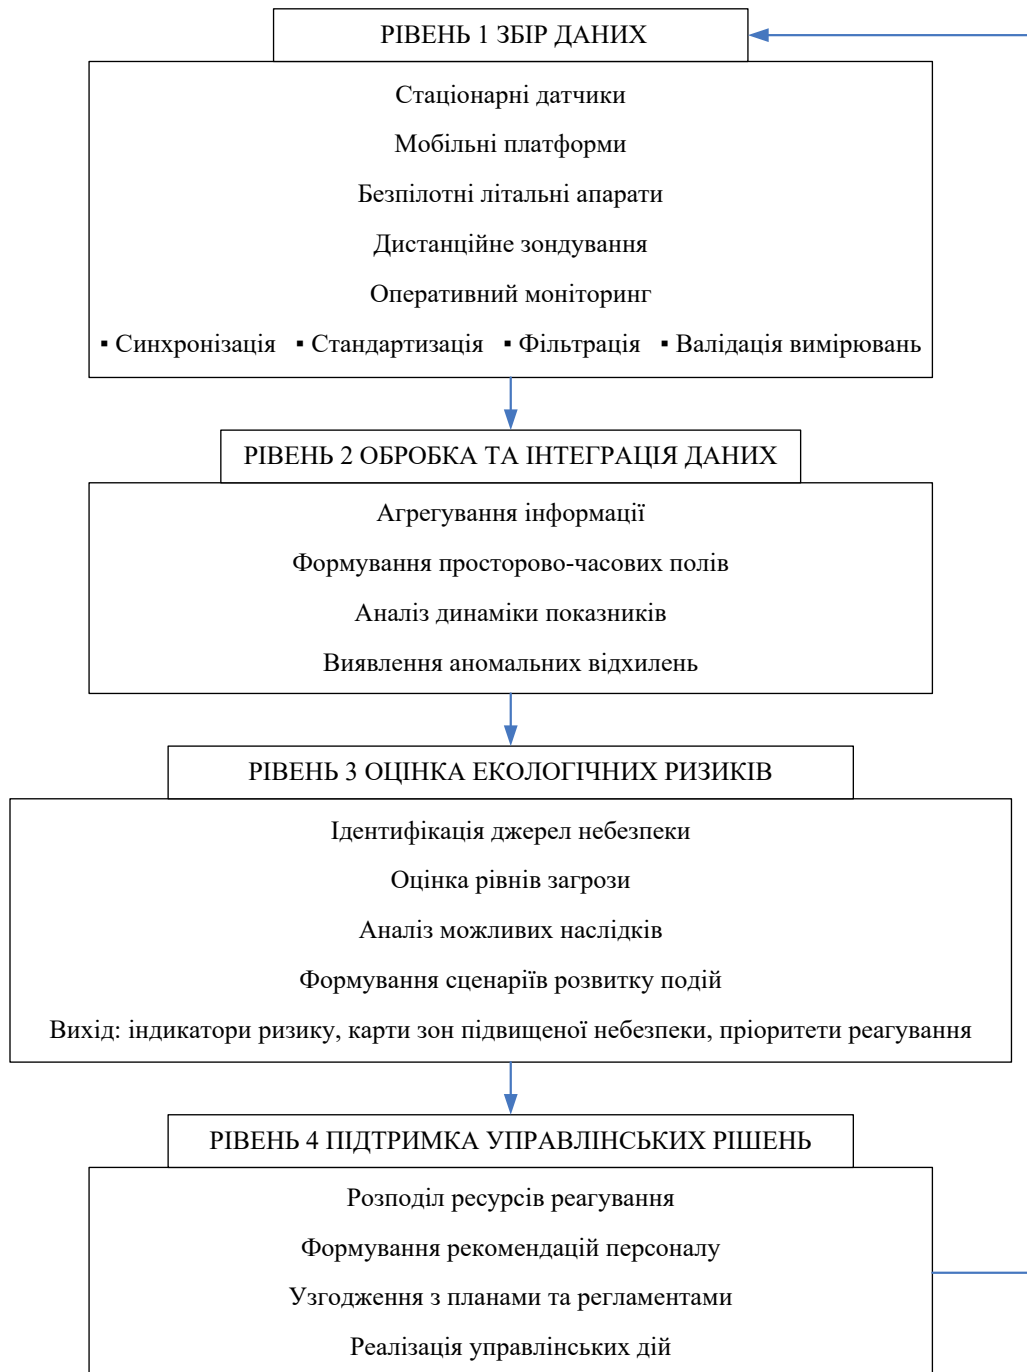 РІВЕНЬ 1 ЗБІР ДАНИХ
Стаціонарні датчики
Мобільні платформи
Безпілотні літальні апарати
Дистанційне зондування
Оперативний моніторинг
▪ Синхронізація ▪ Стандартизація ▪ Фільтрація ▪ Валідація вимірювань
РІВЕНЬ 2 ОБРОБКА ТА ІНТЕГРАЦІЯ ДАНИХ
Агрегування інформації
Формування просторово-часових полів
Аналіз динаміки показників
Виявлення аномальних відхилень
РІВЕНЬ 3 ОЦІНКА ЕКОЛОГІЧНИХ РИЗИКІВ
Ідентифікація джерел небезпеки
Оцінка рівнів загрози
Аналіз можливих наслідків
Формування сценаріїв розвитку подій
Вихід: індикатори ризику, карти зон підвищеної небезпеки, пріоритети реагування
РІВЕНЬ 4 ПІДТРИМКА УПРАВЛІНСЬКИХ РІШЕНЬ
Розподіл ресурсів реагування
Формування рекомендацій персоналу
Узгодження з планами та регламентами
Реалізація управлінських дій